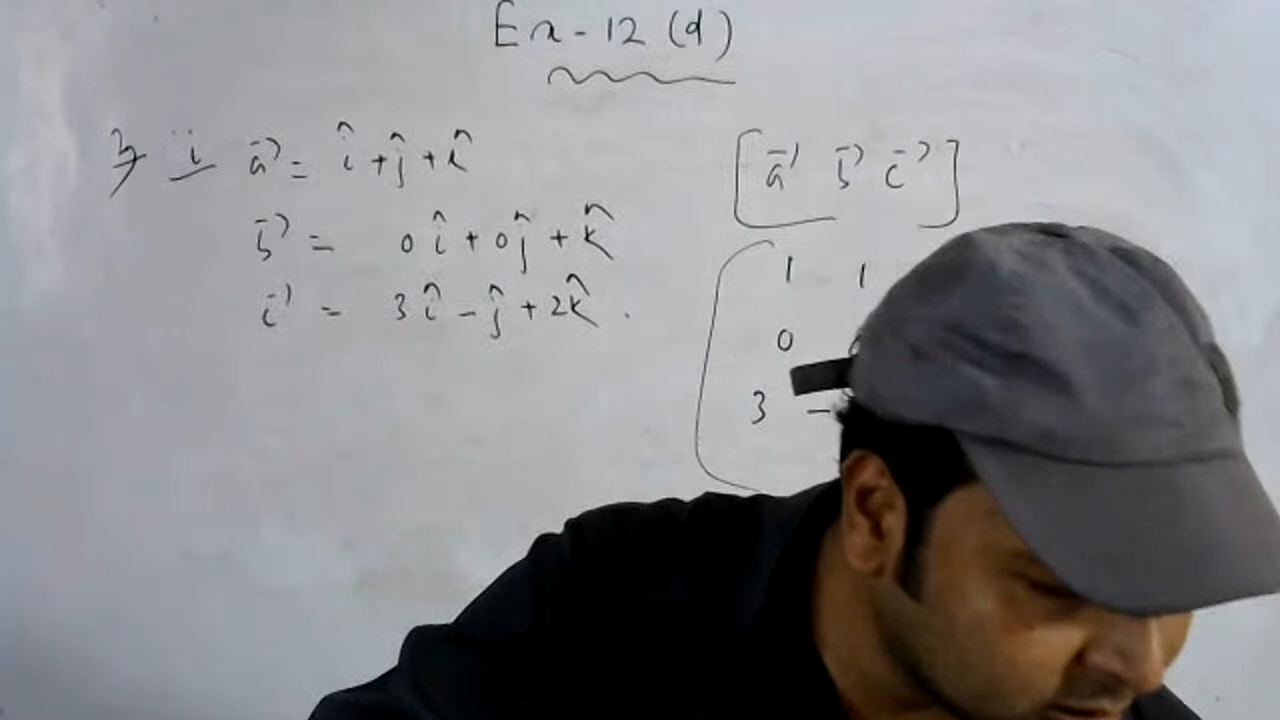 Ex-12 (d)
3) i a⃗ = î + ĵ + k̂
b⃗ = 0î + 0ĵ + k̂
c⃗ = 3î - ĵ + 2k̂.
[a⃗ b⃗ c⃗]
1 1
0
3 -